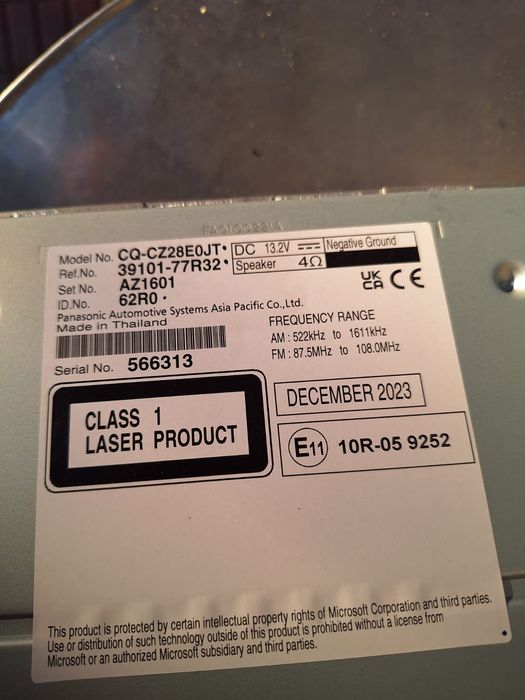 FA0100221A
Model No. CQ-CZ28E0JT•
DC 13.2V
Negative Ground
Ref.No. 39101-77R32•
Speaker 4Ω
Set No. AZ1601
ID.No. 62R0 •
UK
CA CE
Panasonic Automotive Systems Asia Pacific Co.,Ltd.
Made in Thailand
FREQUENCY RANGE
AM : 522kHz to 1611kHz
FM : 87.5MHz to 108.0MHz
Serial No. 566313
CLASS 1
LASER PRODUCT
DECEMBER 2023
E11 10R-05 9252
This product is protected by certain intellectual property rights of Microsoft Corporation and third parties.
Use or distribution of such technology outside of this product is prohibited without a license from
Microsoft or an authorized Microsoft subsidiary and third parties.